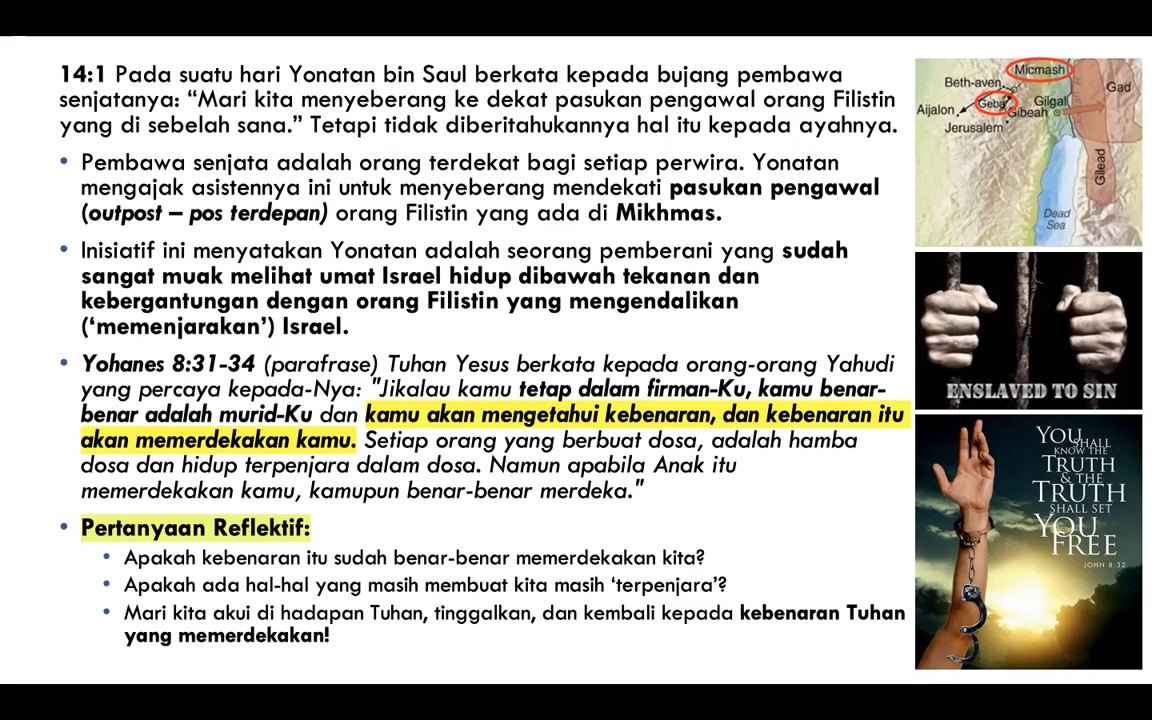 14:1 Pada suatu hari Yonatan bin Saul berkata kepada bujang pembawa
senjatanya: “Mari kita menyeberang ke dekat pasukan pengawal orang Filistin
yang di sebelah sana.” Tetapi tidak diberitahukannya hal itu kepada ayahnya.
• Pembawa senjata adalah orang terdekat bagi setiap perwira. Yonatan
mengajak asistennya ini untuk menyeberang mendekati pasukan pengawal
(outpost – pos terdepan) orang Filistin yang ada di Mikhmas.
• Inisiatif ini menyatakan Yonatan adalah seorang pemberani yang sudah
sangat muak melihat umat Israel hidup dibawah tekanan dan
kebergantungan dengan orang Filistin yang mengendalikan
(‘memenjarakan’) Israel.
• Yohanes 8:31-34 (parafrase) Tuhan Yesus berkata kepada orang-orang Yahudi
yang percaya kepada-Nya: "Jikalau kamu tetap dalam firman-Ku, kamu benar-
benar adalah murid-Ku dan kamu akan mengetahui kebenaran, dan kebenaran itu
akan memerdekakan kamu. Setiap orang yang berbuat dosa, adalah hamba
dosa dan hidup terpenjara dalam dosa. Namun apabila Anak itu
memerdekakan kamu, kamupun benar-benar merdeka."
• Pertanyaan Reflektif:
• Apakah kebenaran itu sudah benar-benar memerdekakan kita?
• Apakah ada hal-hal yang masih membuat kita masih ‘terpenjara’?
• Mari kita akui di hadapan Tuhan, tinggalkan, dan kembali kepada kebenaran Tuhan
yang memerdekakan!
Micmash
Beth-aven
Gad
Geba
Gilgal
Aijalon
Gibeah
Jerusalem
Gilead
Dead
Sea
ENSLAVED TO SIN
YOU
SHALL
KNOW THE
TRUTH
& THE
TRUTH
SHALL SET
YOU
FREE
JOHN 8:32